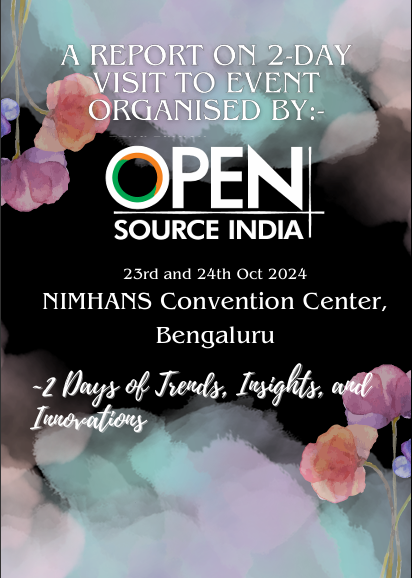 A REPORT ON 2-DAY
VISIT TO EVENT
ORGANISED BY:-
OPEN
SOURCE INDIA
23rd and 24th Oct 2024
NIMHANS Convention Center,
Bengaluru
~2 Days of Trends, Insights, and
Innovations